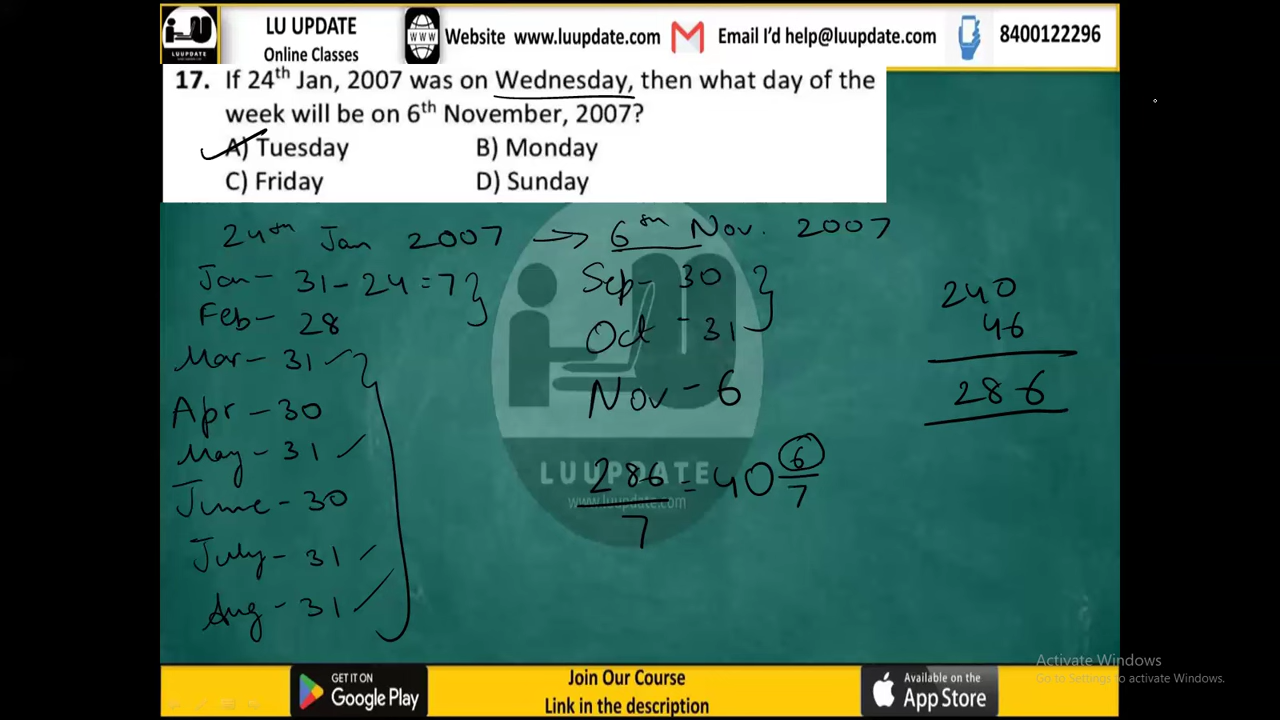 LU UPDATE
Online Classes
LUUPDATE
WWW
Website www.luupdate.com
Email I'd help@luupdate.com
8400122296
17. If 24th Jan, 2007 was on Wednesday, then what day of the
week will be on 6th November, 2007?
A) Tuesday
B) Monday
C) Friday
D) Sunday
24th Jan 2007 → 6th Nov. 2007
Jan - 31 - 24 = 7
Feb - 28
Mar - 31
Apr - 30
May - 31
June - 30
July - 31
Aug - 31
Sep - 30
Oct - 31
Nov - 6
286/7 = 40 6/7
240
46
286
LUUPDATE
www.luupdate.com
GET IT ON
Google Play
Join Our Course
Link in the description
Available on the
App Store
Activate Windows
Go to Settings to activate Windows.